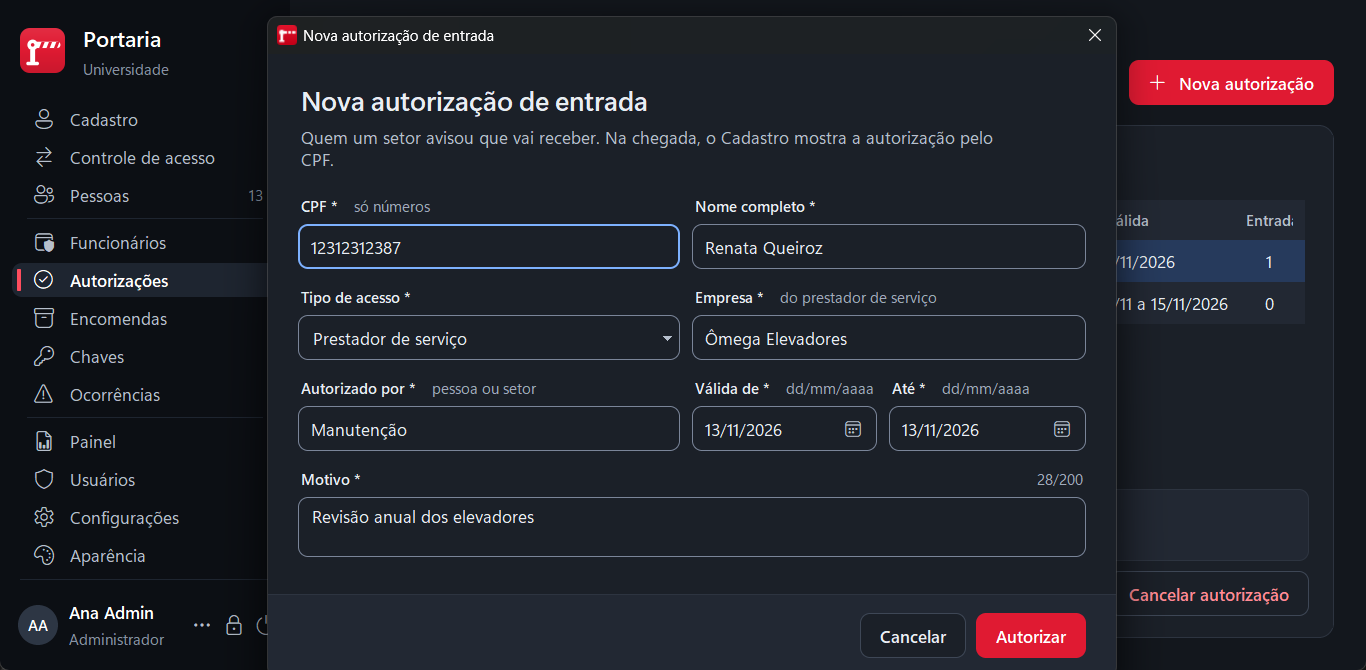 Portaria
Universidade
Cadastro
Controle de acesso
Pessoas 13
Funcionários
Autorizações
Encomendas
Chaves
Ocorrências
Painel
Usuários
Configurações
Aparência
AA
Ana Admin
Administrador
Nova autorização de entrada
Nova autorização de entrada
Quem um setor avisou que vai receber. Na chegada, o Cadastro mostra a autorização pelo
CPF.
CPF * só números
12312312387
Nome completo *
Renata Queiroz
Tipo de acesso *
Prestador de serviço
Empresa * do prestador de serviço
Ômega Elevadores
Autorizado por * pessoa ou setor
Manutenção
Válida de * dd/mm/aaaa
13/11/2026
Até * dd/mm/aaaa
13/11/2026
Motivo * 28/200
Revisão anual dos elevadores
Cancelar
Autorizar
+ Nova autorização
álida Entrada
/11/2026 1
/11 a 15/11/2026 0
Cancelar autorização